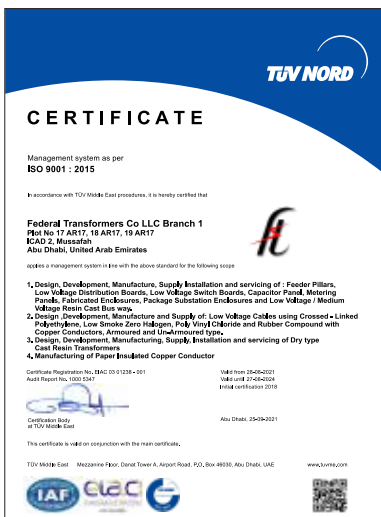 TÜV NORD
CERTIFICATE
Management system as per
ISO 9001 : 2015
In accordance with TÜV Middle East procedures, it is hereby certified that
Federal Transformers Co LLC Branch 1
Plot No 17 AR17, 18 AR17, 19 AR17
ICAD 2, Mussafah
Abu Dhabi, United Arab Emirates
applies a management system in line with the above standard for the following scope
1. Design, Development, Manufacture, Supply Installation and servicing of : Feeder Pillars,
Low Voltage Distribution Boards, Low Voltage Switch Boards, Capacitor Panel, Metering
Panels, Fabricated Enclosures, Package Substation Enclosures and Low Voltage / Medium
Voltage Resin Cast Bus way.
2. Design ,Development, Manufacture and Supply of: Low Voltage Cables using Crossed - Linked
Polyethylene, Low Smoke Zero Halogen, Poly Vinyl Chloride and Rubber Compound with
Copper Conductors, Armoured and Un-Armoured type.
3. Design, Development, Manufacturing, Supply, Installation and servicing of Dry type
Cast Resin Transformers
4. Manufacturing of Paper Insulated Copper Conductor
Certificate Registration No. EIAC 03 01238 - 001
Audit Report No. 1000 5347
Valid from 28-08-2021
Valid until 27-08-2024
Initial certification 2018
Certification Body
at TÜV Middle East
Abu Dhabi, 25-09-2021
This certificate is valid on conjunction with the main certificate.
TÜV Middle East Mezzanine Floor, Danat Tower A, Airport Road, P.O. Box 46030, Abu Dhabi, UAE www.tuvme.com
IAF